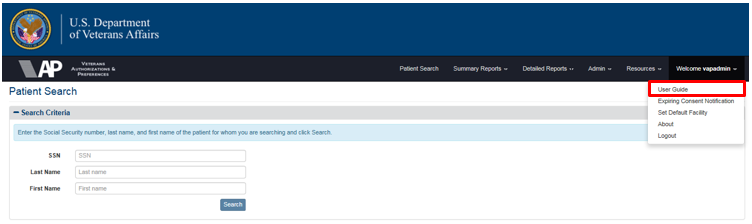 U.S. Department
of Veterans Affairs
VAP
VETERANS
AUTHORIZATIONS &
PREFERENCES
Patient Search Summary Reports Detailed Reports Admin Resources Welcome vapadmin
User Guide
Expiring Consent Notification
Set Default Facility
About
Logout
Patient Search
Search Criteria
Enter the Social Security number, last name, and first name of the patient for whom you are searching and click Search.
SSN SSN
Last Name Last name
First Name First name
Search